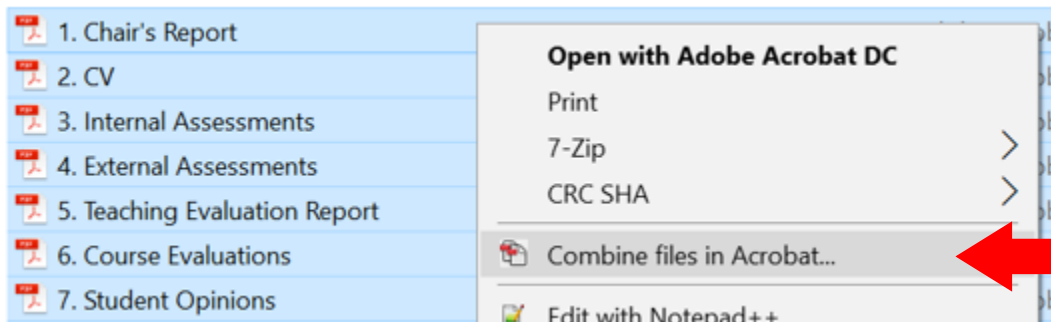 1. Chair's Report
2. CV
3. Internal Assessments
4. External Assessments
5. Teaching Evaluation Report
6. Course Evaluations
7. Student Opinions
Open with Adobe Acrobat DC
Print
7-Zip
CRC SHA
Combine files in Acrobat...
Edit with Notepad++